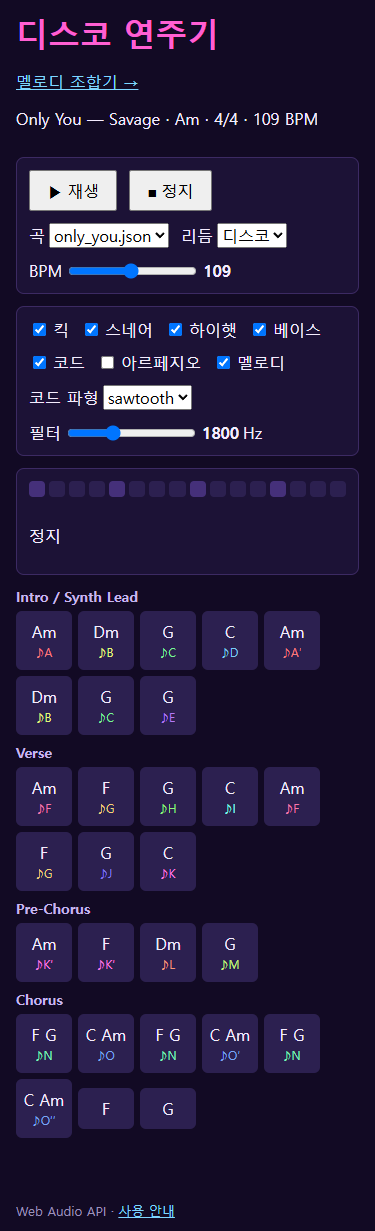 디스코 연주기
멜로디 조합기 →
Only You — Savage · Am · 4/4 · 109 BPM
▶ 재생 ■ 정지
곡 only_you.json 리듬 디스코
BPM 109
킥 스네어 하이햇 베이스
코드 아르페지오 멜로디
코드 파형 sawtooth
필터 1800 Hz
정지
Intro / Synth Lead
Am Dm G C Am
♪A ♪B ♪C ♪D ♪A'
Dm G G
♪B ♪C ♪E
Verse
Am F G C Am
♪F ♪G ♪H ♪I ♪F
F G C
♪G ♪J ♪K
Pre-Chorus
Am F Dm G
♪K' ♪K' ♪L ♪M
Chorus
F G C Am F G C Am F G
♪N ♪O ♪N ♪O' ♪N
C Am F G
♪O''
Web Audio API · 사용 안내